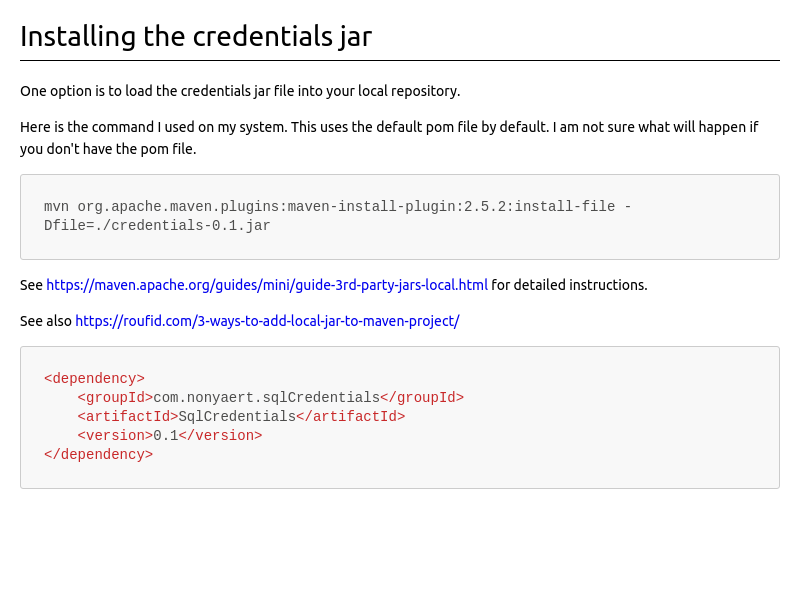 Installing the credentials jar
One option is to load the credentials jar file into your local repository.
Here is the command I used on my system. This uses the default pom file by default. I am not sure what will happen if
you don't have the pom file.
mvn org.apache.maven.plugins:maven-install-plugin:2.5.2:install-file -
Dfile=./credentials-0.1.jar
See https://maven.apache.org/guides/mini/guide-3rd-party-jars-local.html for detailed instructions.
See also https://roufid.com/3-ways-to-add-local-jar-to-maven-project/
<dependency>
    <groupId>com.nonyaert.sqlCredentials</groupId>
    <artifactId>SqlCredentials</artifactId>
    <version>0.1</version>
</dependency>